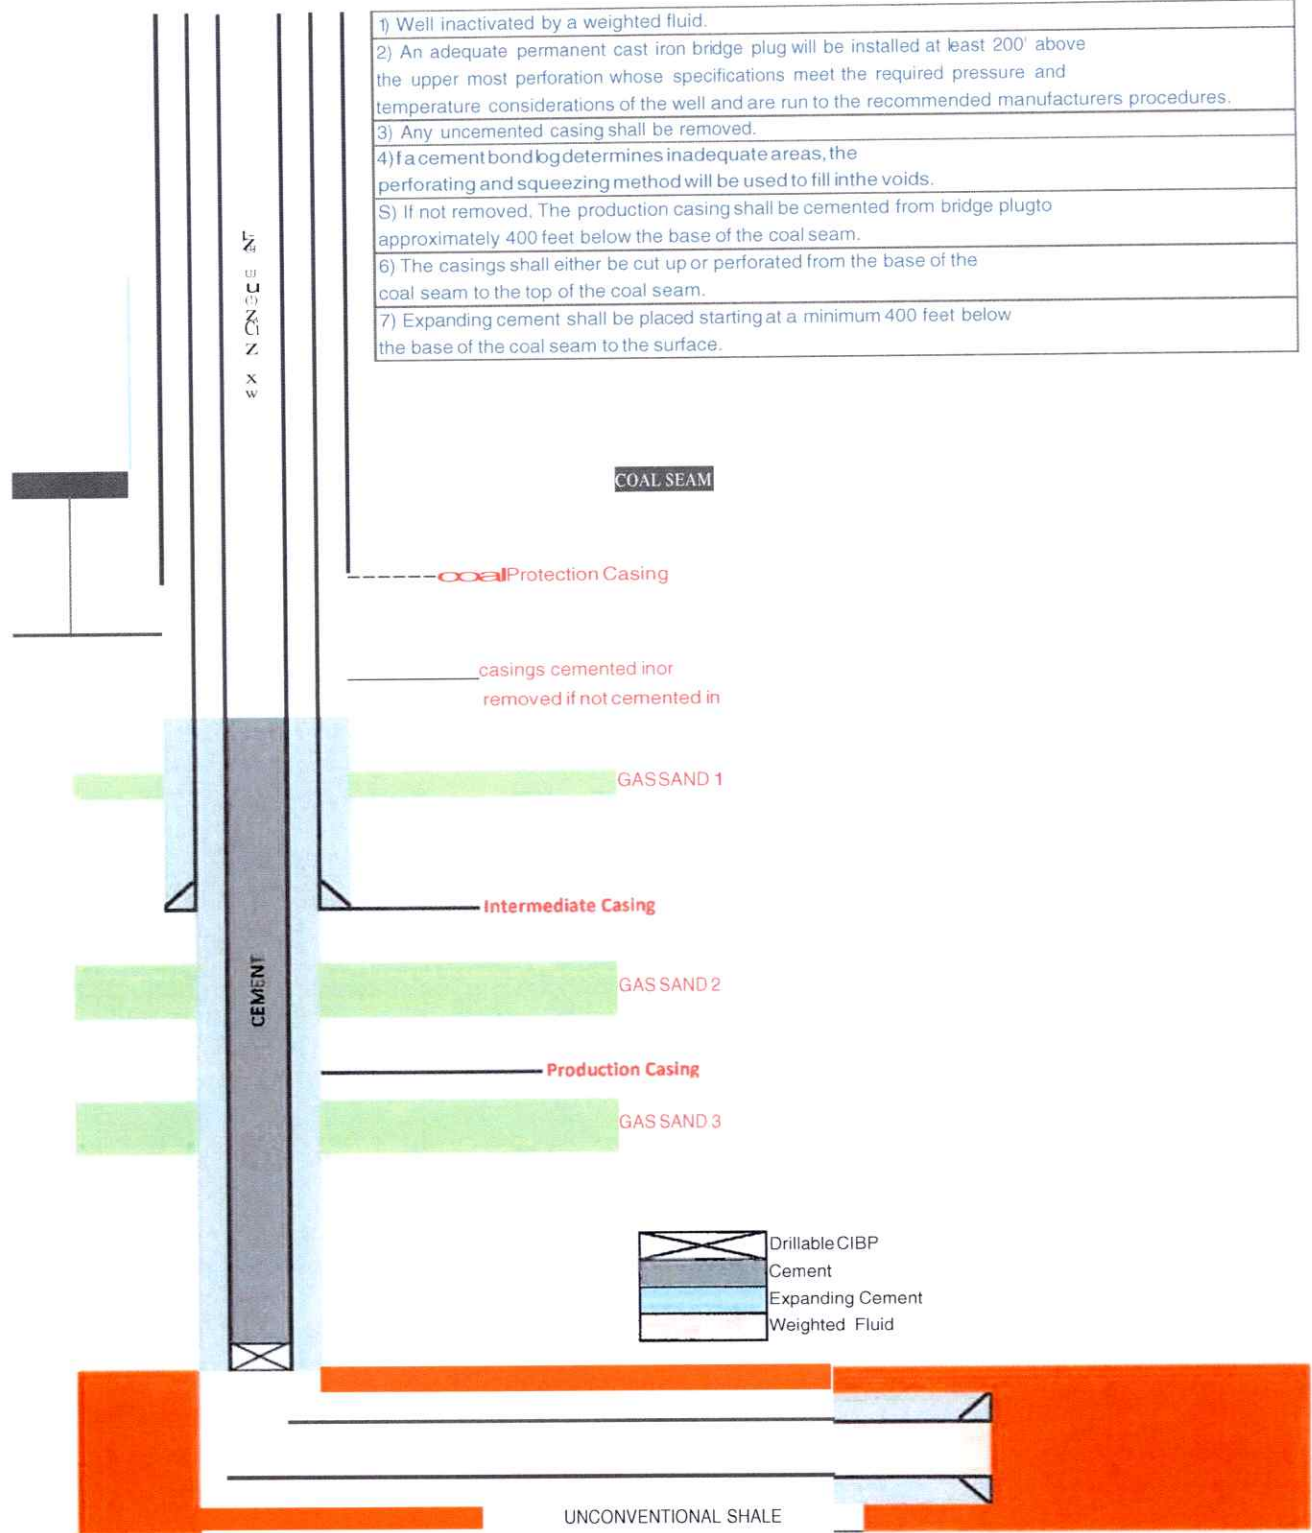 1) Well inactivated by a weighted fluid.
2) An adequate permanent cast iron bridge plug will be installed at least 200' above
the upper most perforation whose specifications meet the required pressure and
temperature considerations of the well and are run to the recommended manufacturers procedures.
3) Any uncemented casing shall be removed.
4) f a cement bond log determines inadequate areas, the
perforating and squeezing method will be used to fill in the voids.
S) If not removed. The production casing shall be cemented from bridge plug to
approximately 400 feet below the base of the coal seam.
6) The casings shall either be cut up or perforated from the base of the
coal seam to the top of the coal seam.
7) Expanding cement shall be placed starting at a minimum 400 feet below
the base of the coal seam to the surface.
COAL SEAM
coal Protection Casing
casings cemented in or
removed if not cemented in
GAS SAND 1
Intermediate Casing
CEMENT
GAS SAND 2
Production Casing
GAS SAND 3
Drillable CIBP
Cement
Expanding Cement
Weighted Fluid
UNCONVENTIONAL SHALE